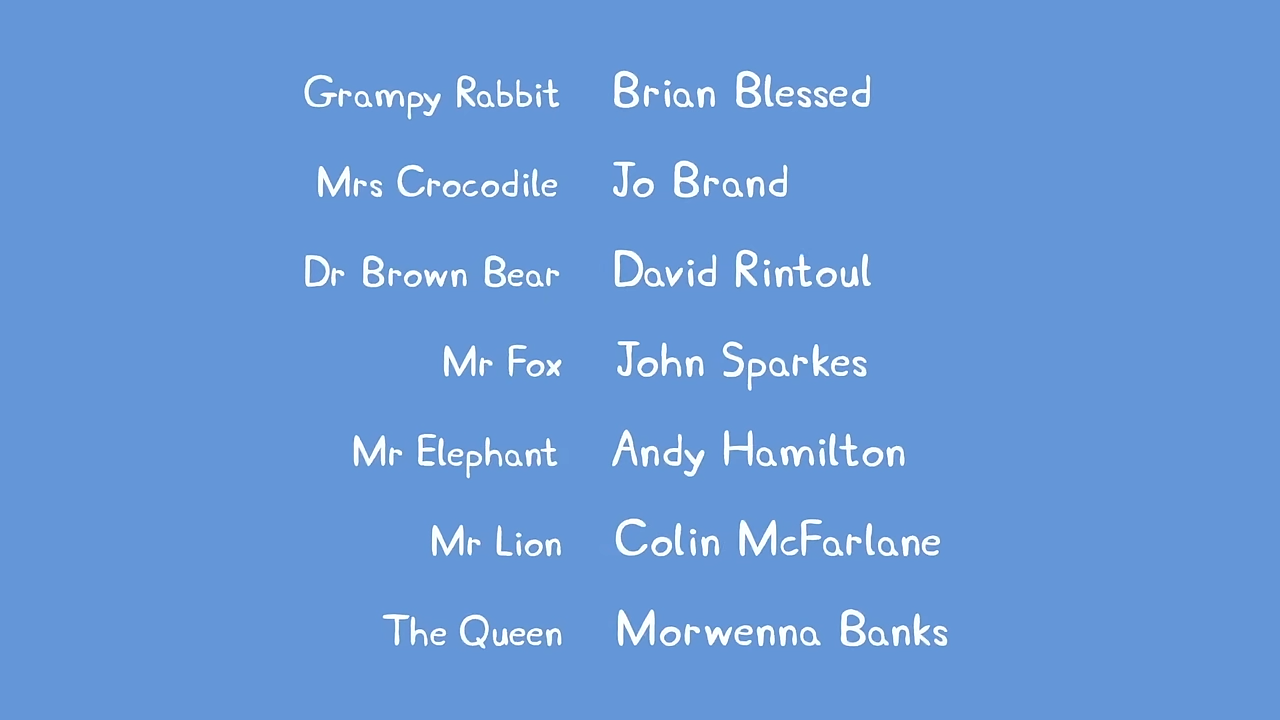 Grampy Rabbit Brian Blessed
Mrs Crocodile Jo Brand
Dr Brown Bear David Rintoul
Mr Fox John Sparkes
Mr Elephant Andy Hamilton
Mr Lion Colin McFarlane
The Queen Morwenna Banks